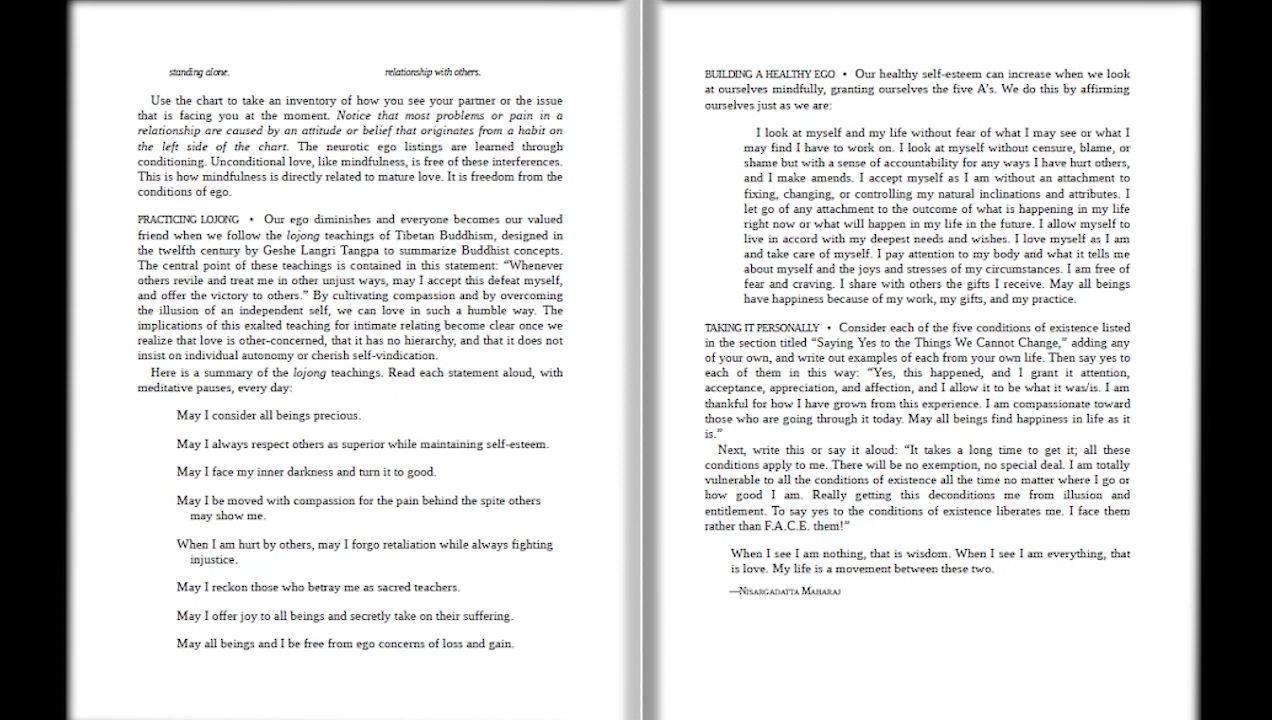 standing alone. relationship with others.
Use the chart to take an inventory of how you see your partner or the issue
that is facing you at the moment. Notice that most problems or pain in a
relationship are caused by an attitude or belief that originates from a habit on
the left side of the chart. The neurotic ego listings are learned through
conditioning. Unconditional love, like mindfulness, is free of these interferences.
This is how mindfulness is directly related to mature love. It is freedom from the
conditions of ego.
PRACTICING LOJONG • Our ego diminishes and everyone becomes our valued
friend when we follow the lojong teachings of Tibetan Buddhism, designed in
the twelfth century by Geshe Langri Tangpa to summarize Buddhist concepts.
The central point of these teachings is contained in this statement: “Whenever
others revile and treat me in other unjust ways, may I accept this defeat myself,
and offer the victory to others.” By cultivating compassion and by overcoming
the illusion of an independent self, we can love in such a humble way. The
implications of this exalted teaching for intimate relating become clear once we
realize that love is other-concerned, that it has no hierarchy, and that it does not
insist on individual autonomy or cherish self-vindication.
Here is a summary of the lojong teachings. Read each statement aloud, with
meditative pauses, every day:
May I consider all beings precious.
May I always respect others as superior while maintaining self-esteem.
May I face my inner darkness and turn it to good.
May I be moved with compassion for the pain behind the spite others
may show me.
When I am hurt by others, may I forgo retaliation while always fighting
injustice.
May I reckon those who betray me as sacred teachers.
May I offer joy to all beings and secretly take on their suffering.
May all beings and I be free from ego concerns of loss and gain.
BUILDING A HEALTHY EGO • Our healthy self-esteem can increase when we look
at ourselves mindfully, granting ourselves the five A’s. We do this by affirming
ourselves just as we are:
I look at myself and my life without fear of what I may see or what I
may find I have to work on. I look at myself without censure, blame, or
shame but with a sense of accountability for any ways I have hurt others,
and I make amends. I accept myself as I am without an attachment to
fixing, changing, or controlling my natural inclinations and attributes. I
let go of any attachment to the outcome of what is happening in my life
right now or what will happen in my life in the future. I allow myself to
live in accord with my deepest needs and wishes. I love myself as I am
and take care of myself. I pay attention to my body and what it tells me
about myself and the joys and stresses of my circumstances. I am free of
fear and craving. I share with others the gifts I receive. May all beings
have happiness because of my work, my gifts, and my practice.
TAKING IT PERSONALLY • Consider each of the five conditions of existence listed
in the section titled “Saying Yes to the Things We Cannot Change,” adding any
of your own, and write out examples of each from your own life. Then say yes to
each of them in this way: “Yes, this happened, and I grant it attention,
acceptance, appreciation, and affection, and I allow it to be what it was/is. I am
thankful for how I have grown from this experience. I am compassionate toward
those who are going through it today. May all beings find happiness in life as it
is.”
Next, write this or say it aloud: “It takes a long time to get it; all these
conditions apply to me. There will be no exemption, no special deal. I am totally
vulnerable to all the conditions of existence all the time no matter where I go or
how good I am. Really getting this deconditions me from illusion and
entitlement. To say yes to the conditions of existence liberates me. I face them
rather than F.A.C.E. them!”
When I see I am nothing, that is wisdom. When I see I am everything, that
is love. My life is a movement between these two.
—NISARGADATTA MAHARAJ